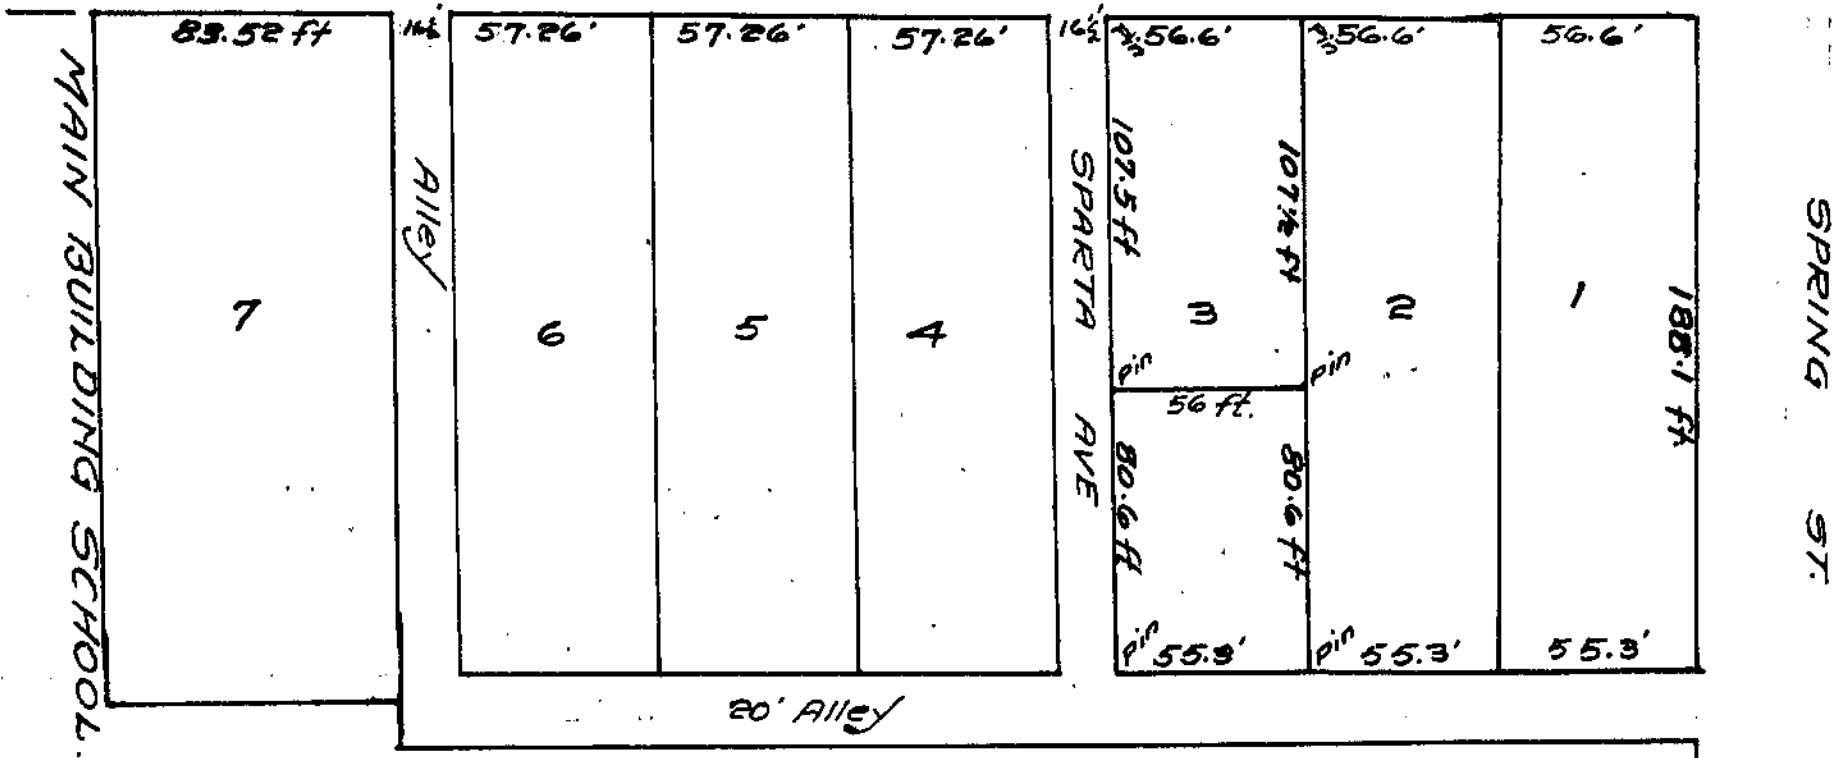 83.52 ft
16½'
57.26'
57.26'
57.26'
16½'
56.6'
56.6'
56.6'
MAIN BUILDING SCHOOL.
Alley
SPARTA AVE
107.5 ft
107½ ft
188.1 ft
SPRING ST.
7
6
5
4
3
2
1
pin
pin
56 ft.
80.6 ft
80.6 ft
pin
55.3'
pin
55.3'
55.3'
20' Alley